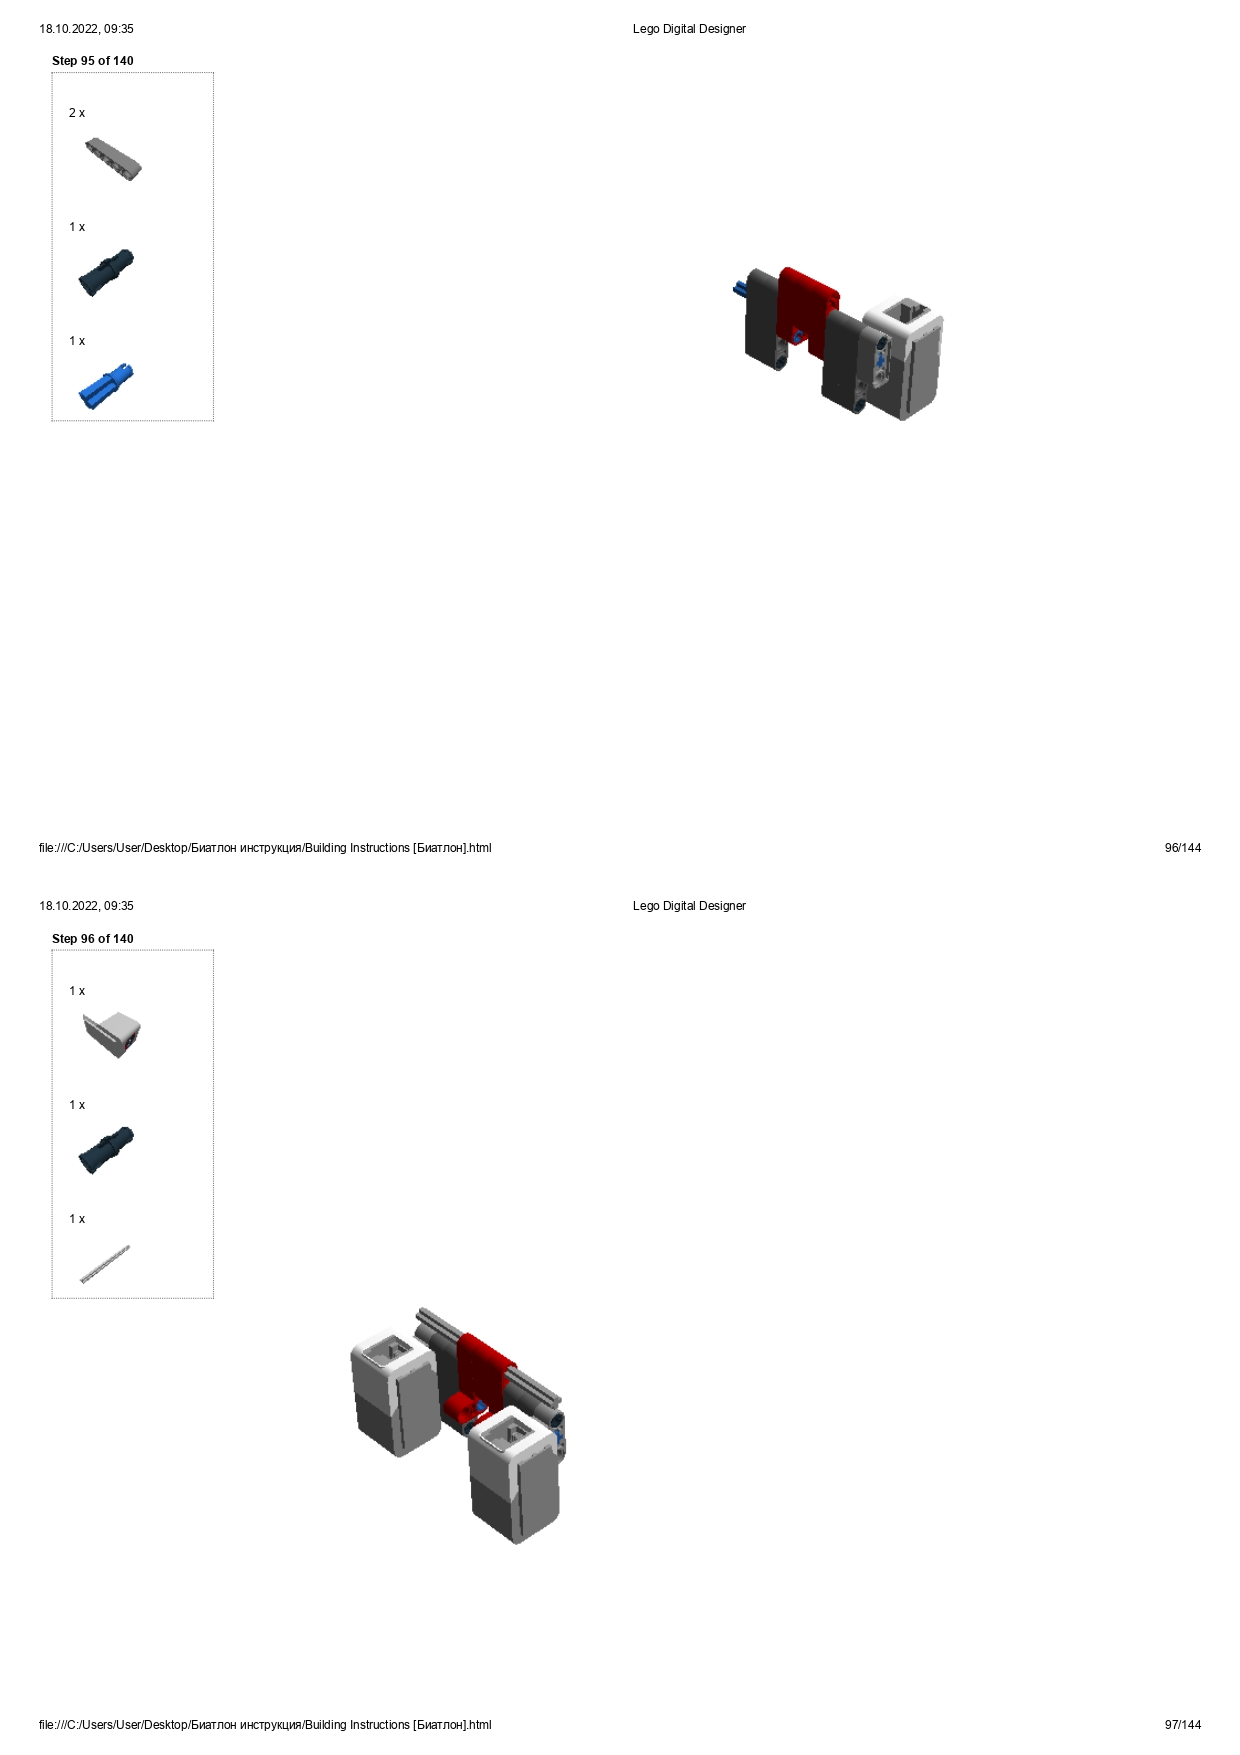 18.10.2022, 09:35
Lego Digital Designer
Step 95 of 140
2 x
1 x
1 x
file:///C:/Users/User/Desktop/Биатлон инструкция/Building Instructions [Биатлон].html
96/144
18.10.2022, 09:35
Lego Digital Designer
Step 96 of 140
1 x
1 x
1 x
file:///C:/Users/User/Desktop/Биатлон инструкция/Building Instructions [Биатлон].html
97/144